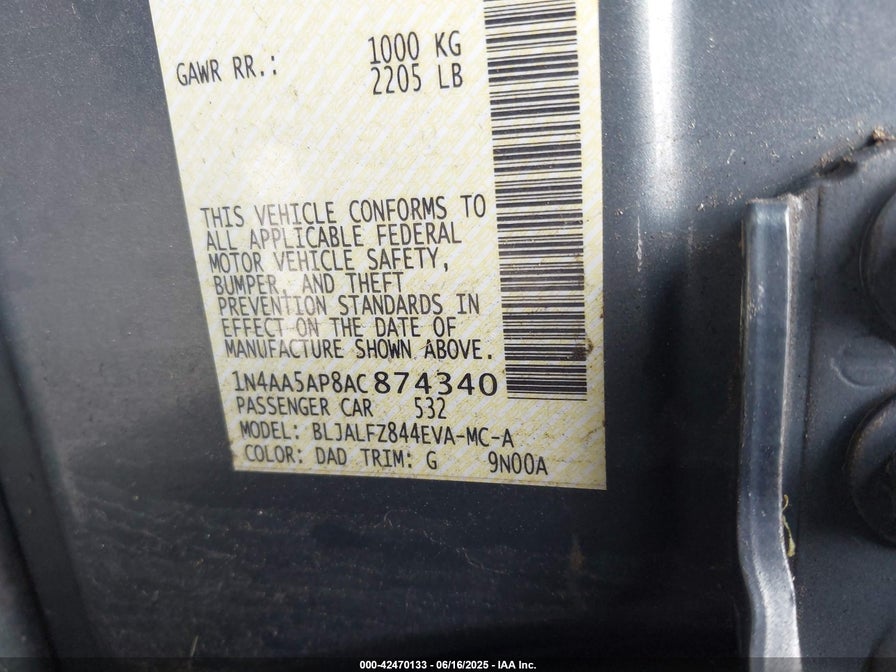 GAWR RR.: 1000 KG
2205 LB
THIS VEHICLE CONFORMS TO
ALL APPLICABLE FEDERAL
MOTOR VEHICLE SAFETY,
BUMPER, AND THEFT
PREVENTION STANDARDS IN
EFFECT ON THE DATE OF
MANUFACTURE SHOWN ABOVE.
1N4AA5AP8AC874340
PASSENGER CAR 532
MODEL: BLJALFZ844EVA-MC-A
COLOR: DAD TRIM: G 9N00A
000-42470133 - 06/16/2025 - IAA Inc.